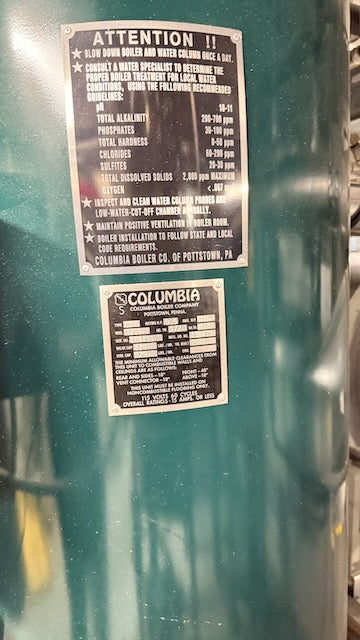 ATTENTION !!
★ BLOW DOWN BOILER AND WATER COLUMN ONCE A DAY.
★ CONSULT A WATER SPECIALIST TO DETERMINE THE
PROPER BOILER TREATMENT FOR LOCAL WATER
CONDITIONS, USING THE FOLLOWING RECOMMENDED
GUIDELINES:
pH 10-11
TOTAL ALKALINITY 200-700 ppm
PHOSPHATES 30-100 ppm
TOTAL HARDNESS 0-50 ppm
CHLORIDES 60-200 ppm
SULFITES 20-30 ppm
TOTAL DISSOLVED SOLIDS 2,000 ppm MAXIMUM
OXYGEN
★ INSPECT AND CLEAN WATER COLUMN PROBES AND
LOW-WATER-CUT-OFF CHAMBER ANNUALLY.
★ MAINTAIN POSITIVE VENTILATION IN BOILER ROOM.
★ BOILER INSTALLATION TO FOLLOW STATE AND LOCAL
CODE REQUIREMENTS.
COLUMBIA BOILER CO. OF POTTSTOWN, PA
COLUMBIA
COLUMBIA BOILER COMPANY
POTTSTOWN, PENNA.
S
TYPE
THE MINIMUM ALLOWABLE CLEARANCES FROM
THIS UNIT TO COMBUSTIBLE WALLS AND
CEILINGS ARE AS FOLLOWS:
REAR AND SIDES - 18" FRONT - 48"
VENT CONNECTOR - 18" ABOVE - 18"
THIS UNIT MUST BE INSTALLED ON
NONCOMBUSTIBLE FLOORING ONLY.
115 VOLTS 60 CYCLES
OVERALL RATINGS - 15 AMPS. OR LESS